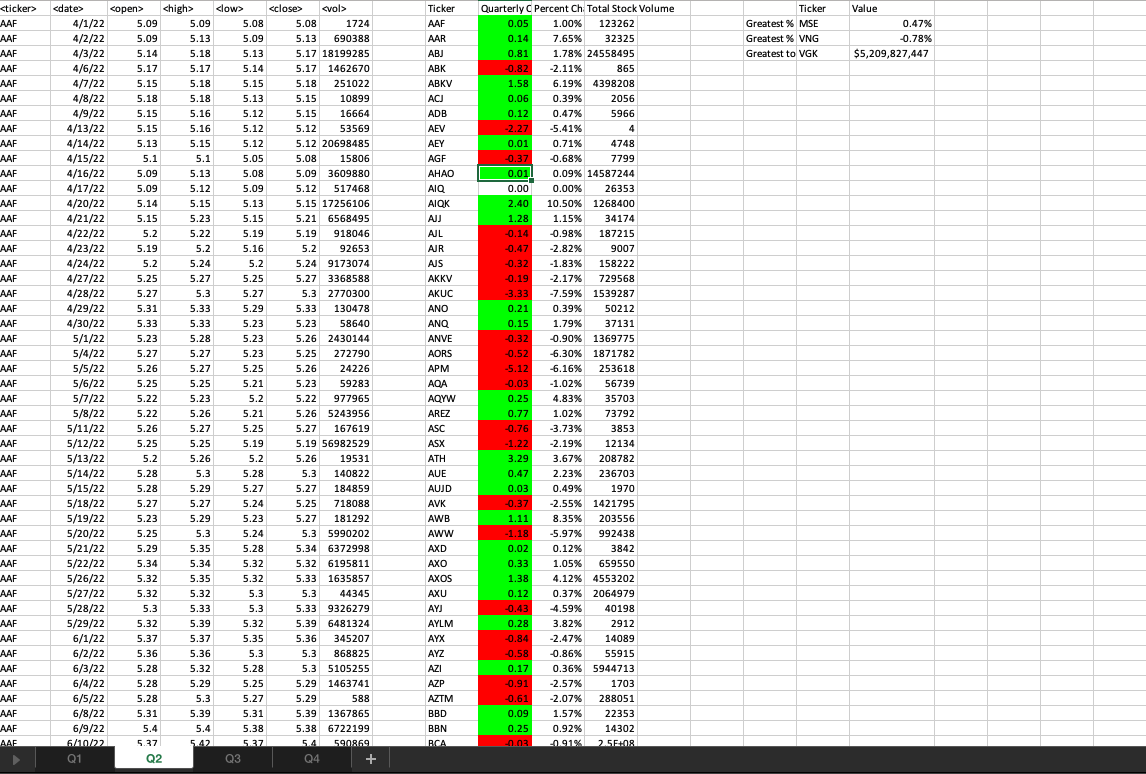 <ticker> <date> <open> <high> <low> <close> <vol> Ticker Quarterly C Percent Ch Total Stock Volume Ticker Value
AAF 4/1/22 5.09 5.09 5.08 5.08 1724 AAF 0.05 1.00% 123262 Greatest % MSE 0.47%
AAF 4/2/22 5.09 5.13 5.09 5.13 690388 AAR 0.14 7.65% 32325 Greatest % VNG -0.78%
AAF 4/3/22 5.14 5.18 5.13 5.17 18199285 ABJ 0.81 1.78% 24558495 Greatest to VGK $5,209,827,447
AAF 4/6/22 5.17 5.17 5.14 5.17 1462670 ABK -0.82 -2.11% 865
AAF 4/7/22 5.15 5.18 5.15 5.18 251022 ABKV 1.58 6.19% 4398208
AAF 4/8/22 5.18 5.18 5.13 5.15 10899 ACJ 0.06 0.39% 2056
AAF 4/9/22 5.15 5.16 5.12 5.15 16664 ADB 0.12 0.47% 5966
AAF 4/13/22 5.15 5.16 5.12 5.12 53569 AEV -2.27 -5.41% 4
AAF 4/14/22 5.13 5.15 5.12 5.12 20698485 AEY 0.01 0.71% 4748
AAF 4/15/22 5.1 5.1 5.05 5.08 15806 AGF -0.37 -0.68% 7799
AAF 4/16/22 5.09 5.13 5.08 5.09 3609880 AHAO 0.01 0.09% 14587244
AAF 4/17/22 5.09 5.12 5.09 5.12 517468 AIQ 0.00 0.00% 26353
AAF 4/20/22 5.14 5.15 5.13 5.15 17256106 AIQK 2.40 10.50% 1268400
AAF 4/21/22 5.15 5.23 5.15 5.21 6568495 AJJ 1.28 1.15% 34174
AAF 4/22/22 5.2 5.22 5.19 5.19 918046 AJL -0.14 -0.98% 187215
AAF 4/23/22 5.19 5.2 5.16 5.2 92653 AJR -0.47 -2.82% 9007
AAF 4/24/22 5.2 5.24 5.2 5.24 9173074 AJS -0.32 -1.83% 158222
AAF 4/27/22 5.25 5.27 5.25 5.27 3368588 AKKV -0.19 -2.17% 729568
AAF 4/28/22 5.27 5.3 5.27 5.3 2770300 AKUC -3.33 -7.59% 1539287
AAF 4/29/22 5.31 5.33 5.29 5.33 130478 ANO 0.21 0.39% 50212
AAF 4/30/22 5.33 5.33 5.23 5.23 58640 ANQ 0.15 1.79% 37131
AAF 5/1/22 5.23 5.28 5.23 5.26 2430144 ANVE -0.32 -0.90% 1369775
AAF 5/4/22 5.27 5.27 5.23 5.25 272790 AORS -0.52 -6.30% 1871782
AAF 5/5/22 5.26 5.27 5.25 5.26 24226 APM -5.12 -6.16% 253618
AAF 5/6/22 5.25 5.25 5.21 5.23 59283 AQA -0.03 -1.02% 56739
AAF 5/7/22 5.22 5.23 5.2 5.22 977965 AQYW 0.25 4.83% 35703
AAF 5/8/22 5.22 5.26 5.21 5.26 5243956 AREZ 0.77 1.02% 73792
AAF 5/11/22 5.26 5.27 5.25 5.27 167619 ASC -0.76 -3.73% 3853
AAF 5/12/22 5.25 5.25 5.19 5.19 56982529 ASX -1.22 -2.19% 12134
AAF 5/13/22 5.2 5.26 5.2 5.26 19531 ATH 3.29 3.67% 208782
AAF 5/14/22 5.28 5.3 5.28 5.3 140822 AUE 0.47 2.23% 236703
AAF 5/15/22 5.28 5.29 5.27 5.27 184859 AUJD 0.03 0.49% 1970
AAF 5/18/22 5.27 5.27 5.24 5.25 718088 AVK -0.37 -2.55% 1421795
AAF 5/19/22 5.23 5.29 5.23 5.27 181292 AWB 1.11 8.35% 203556
AAF 5/20/22 5.25 5.3 5.24 5.3 5990202 AWW -1.18 -5.97% 992438
AAF 5/21/22 5.29 5.35 5.28 5.34 6372998 AXD 0.02 0.12% 3842
AAF 5/22/22 5.34 5.34 5.32 5.32 6195811 AXO 0.33 1.05% 659550
AAF 5/26/22 5.32 5.35 5.32 5.33 1635857 AXOS 1.38 4.12% 4553202
AAF 5/27/22 5.32 5.32 5.3 5.3 44345 AXU 0.12 0.37% 2064979
AAF 5/28/22 5.3 5.33 5.3 5.33 9326279 AYJ -0.43 -4.59% 40198
AAF 5/29/22 5.32 5.39 5.32 5.39 6481324 AYLM 0.28 3.82% 2912
AAF 6/1/22 5.37 5.37 5.35 5.36 345207 AYX -0.84 -2.47% 14089
AAF 6/2/22 5.36 5.36 5.3 5.3 868825 AYZ -0.58 -0.86% 55915
AAF 6/3/22 5.28 5.32 5.28 5.3 5105255 AZI 0.17 0.36% 5944713
AAF 6/4/22 5.28 5.29 5.25 5.29 1463741 AZP -0.91 -2.57% 1703
AAF 6/5/22 5.28 5.3 5.27 5.29 588 AZTM -0.61 -2.07% 288051
AAF 6/8/22 5.31 5.39 5.31 5.39 1367865 BBD 0.09 1.57% 22353
AAF 6/9/22 5.4 5.4 5.38 5.38 6722199 BBN 0.25 0.92% 14302
AAF 6/10/22 5.37 5.42 5.37 5.4 590869 BCA -0.03 -0.91% 2.5E+08
Q1 Q2 Q3 Q4 +